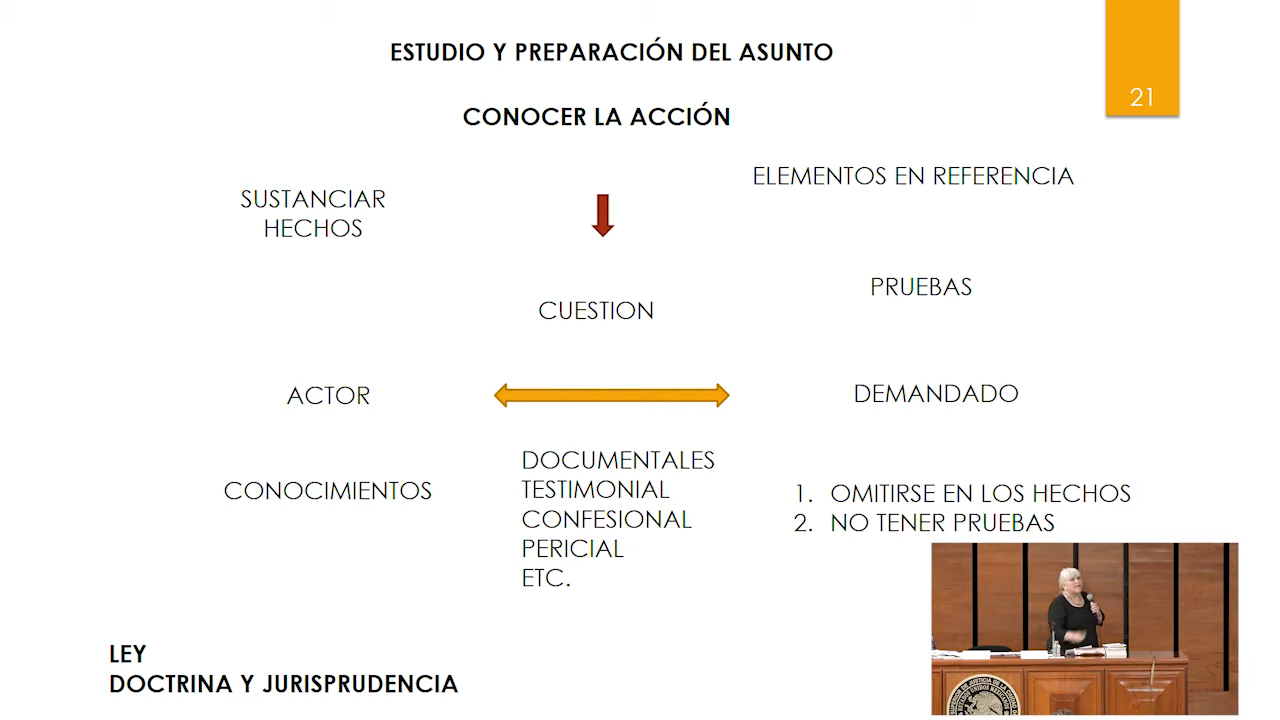 ESTUDIO Y PREPARACIÓN DEL ASUNTO
21
CONOCER LA ACCIÓN
ELEMENTOS EN REFERENCIA
SUSTANCIAR
HECHOS
PRUEBAS
CUESTION
ACTOR
DEMANDADO
DOCUMENTALES
TESTIMONIAL
CONFESIONAL
PERICIAL
ETC.
CONOCIMIENTOS
1. OMITIRSE EN LOS HECHOS
2. NO TENER PRUEBAS
LEY
DOCTRINA Y JURISPRUDENCIA